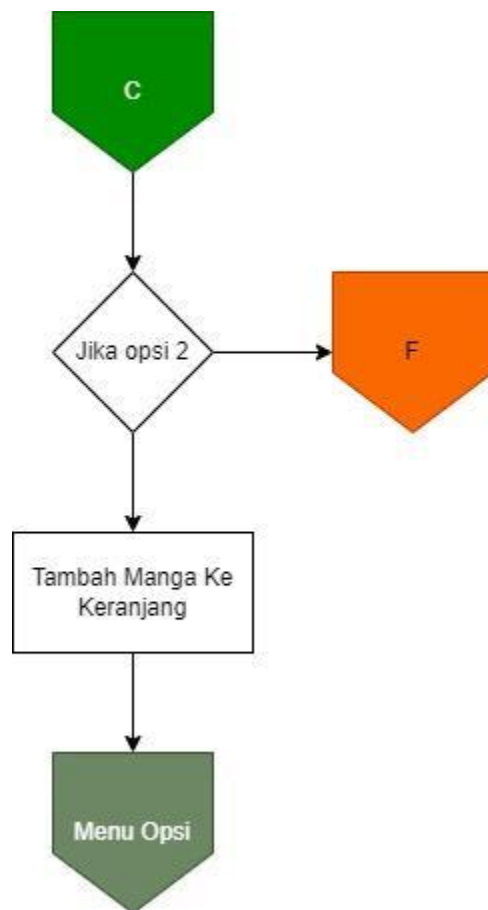 C
Jika opsi 2
F
Tambah Manga Ke
Keranjang
Menu Opsi